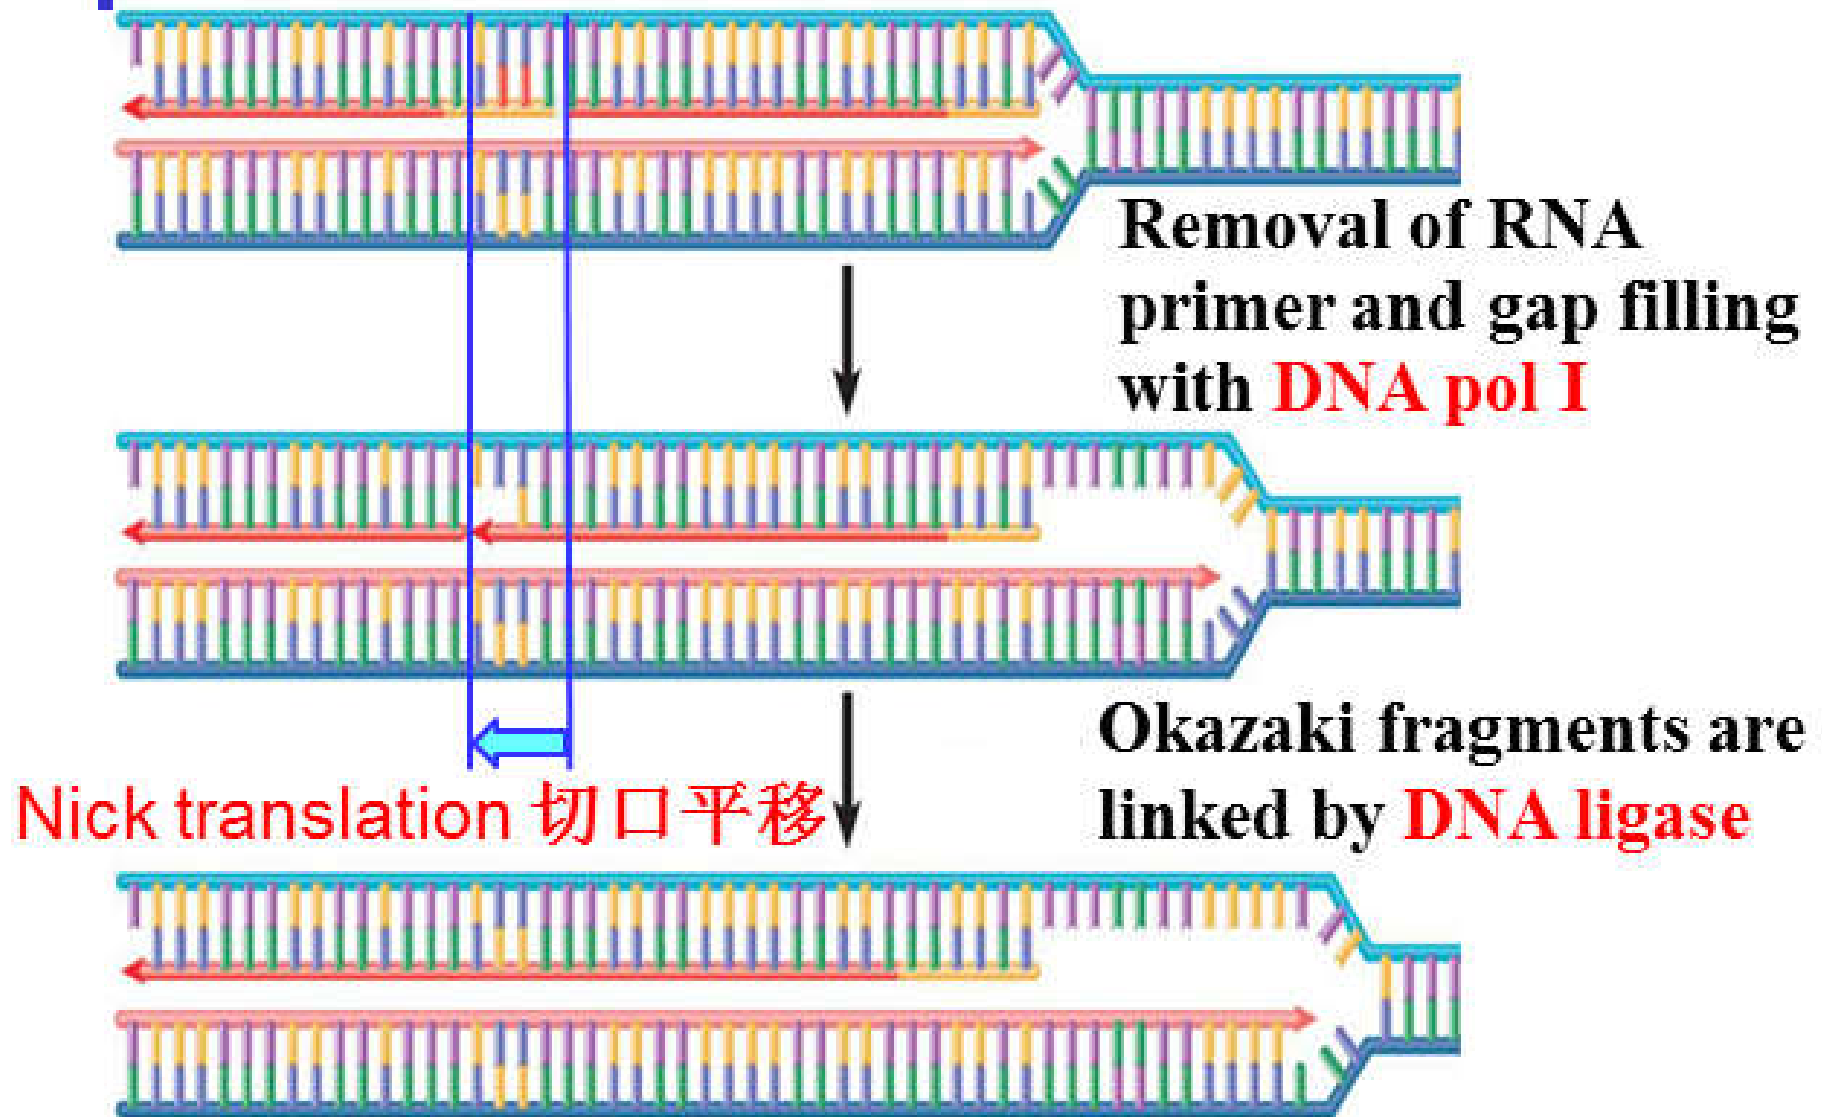 Removal of RNA
primer and gap filling
with DNA pol I
Okazaki fragments are
linked by DNA ligase
Nick translation 切口平移